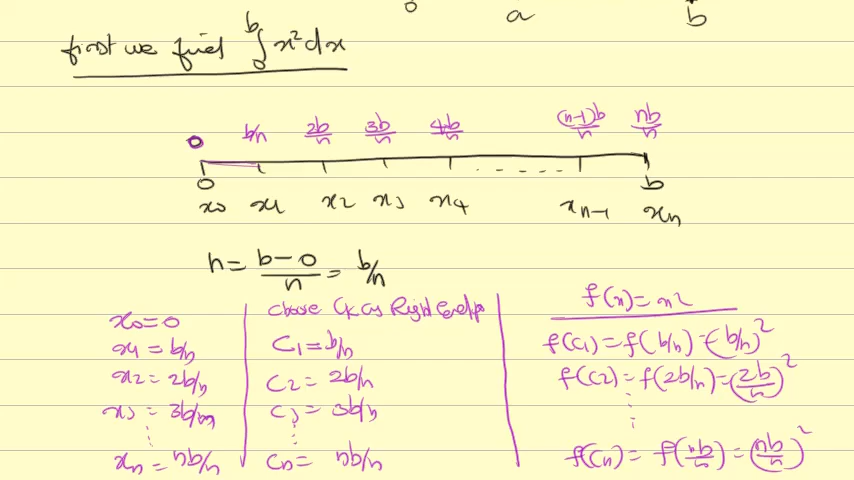 0 a b
first we find ∫₀ᵇ x² dx
0 b/n 2b/n 3b/n 4b/n (n-1)b/n nb/n
0 b
x0 x1 x2 x3 x4 ...... xn-1 xn
h = (b-0)/n = b/n
x0 = 0
x1 = b/n
x2 = 2b/n
x3 = 3b/n
⋮
xn = nb/n
choose CK as Right Endp
C1 = b/n
C2 = 2b/n
C3 = 3b/n
⋮
Cn = nb/n
f(x) = x2
f(C1) = f(b/n) = (b/n)²
f(C2) = f(2b/n) = (2b/n)²
⋮
f(Cn) = f(nb/n) = (nb/n)²